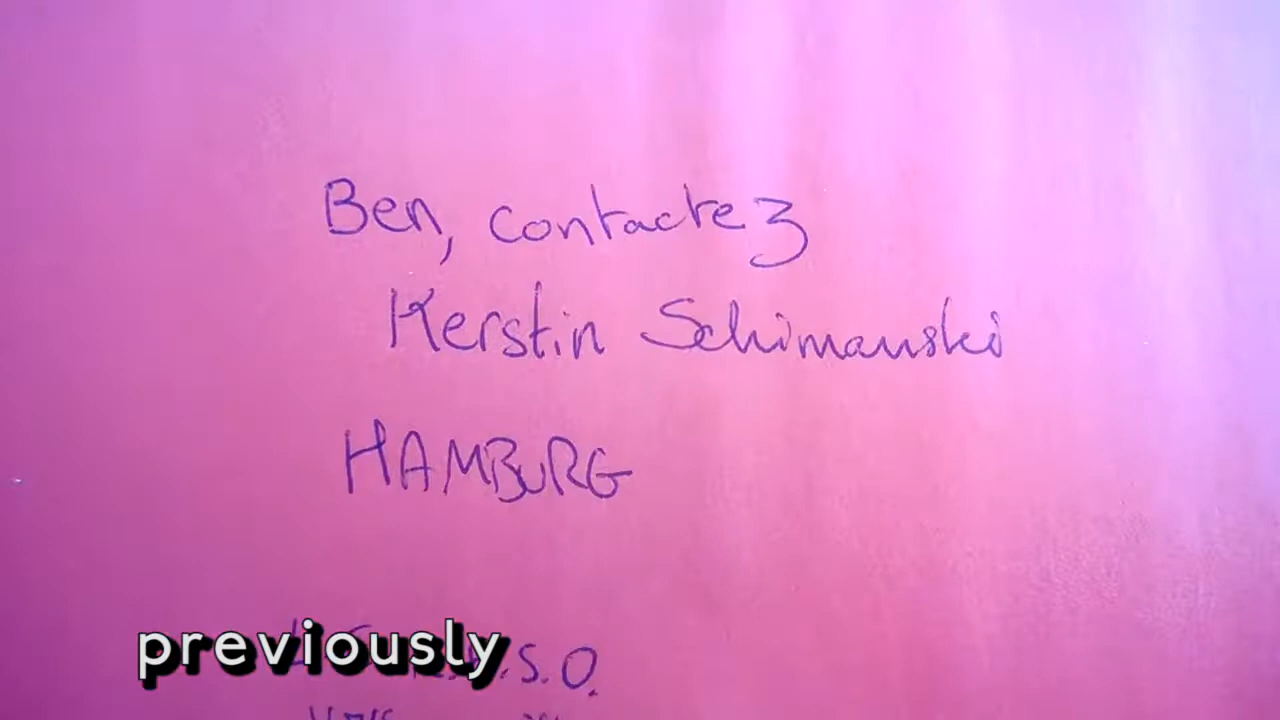 Ben, contactez
Kerstin Schimanski
HAMBURG
previously
.S.O.